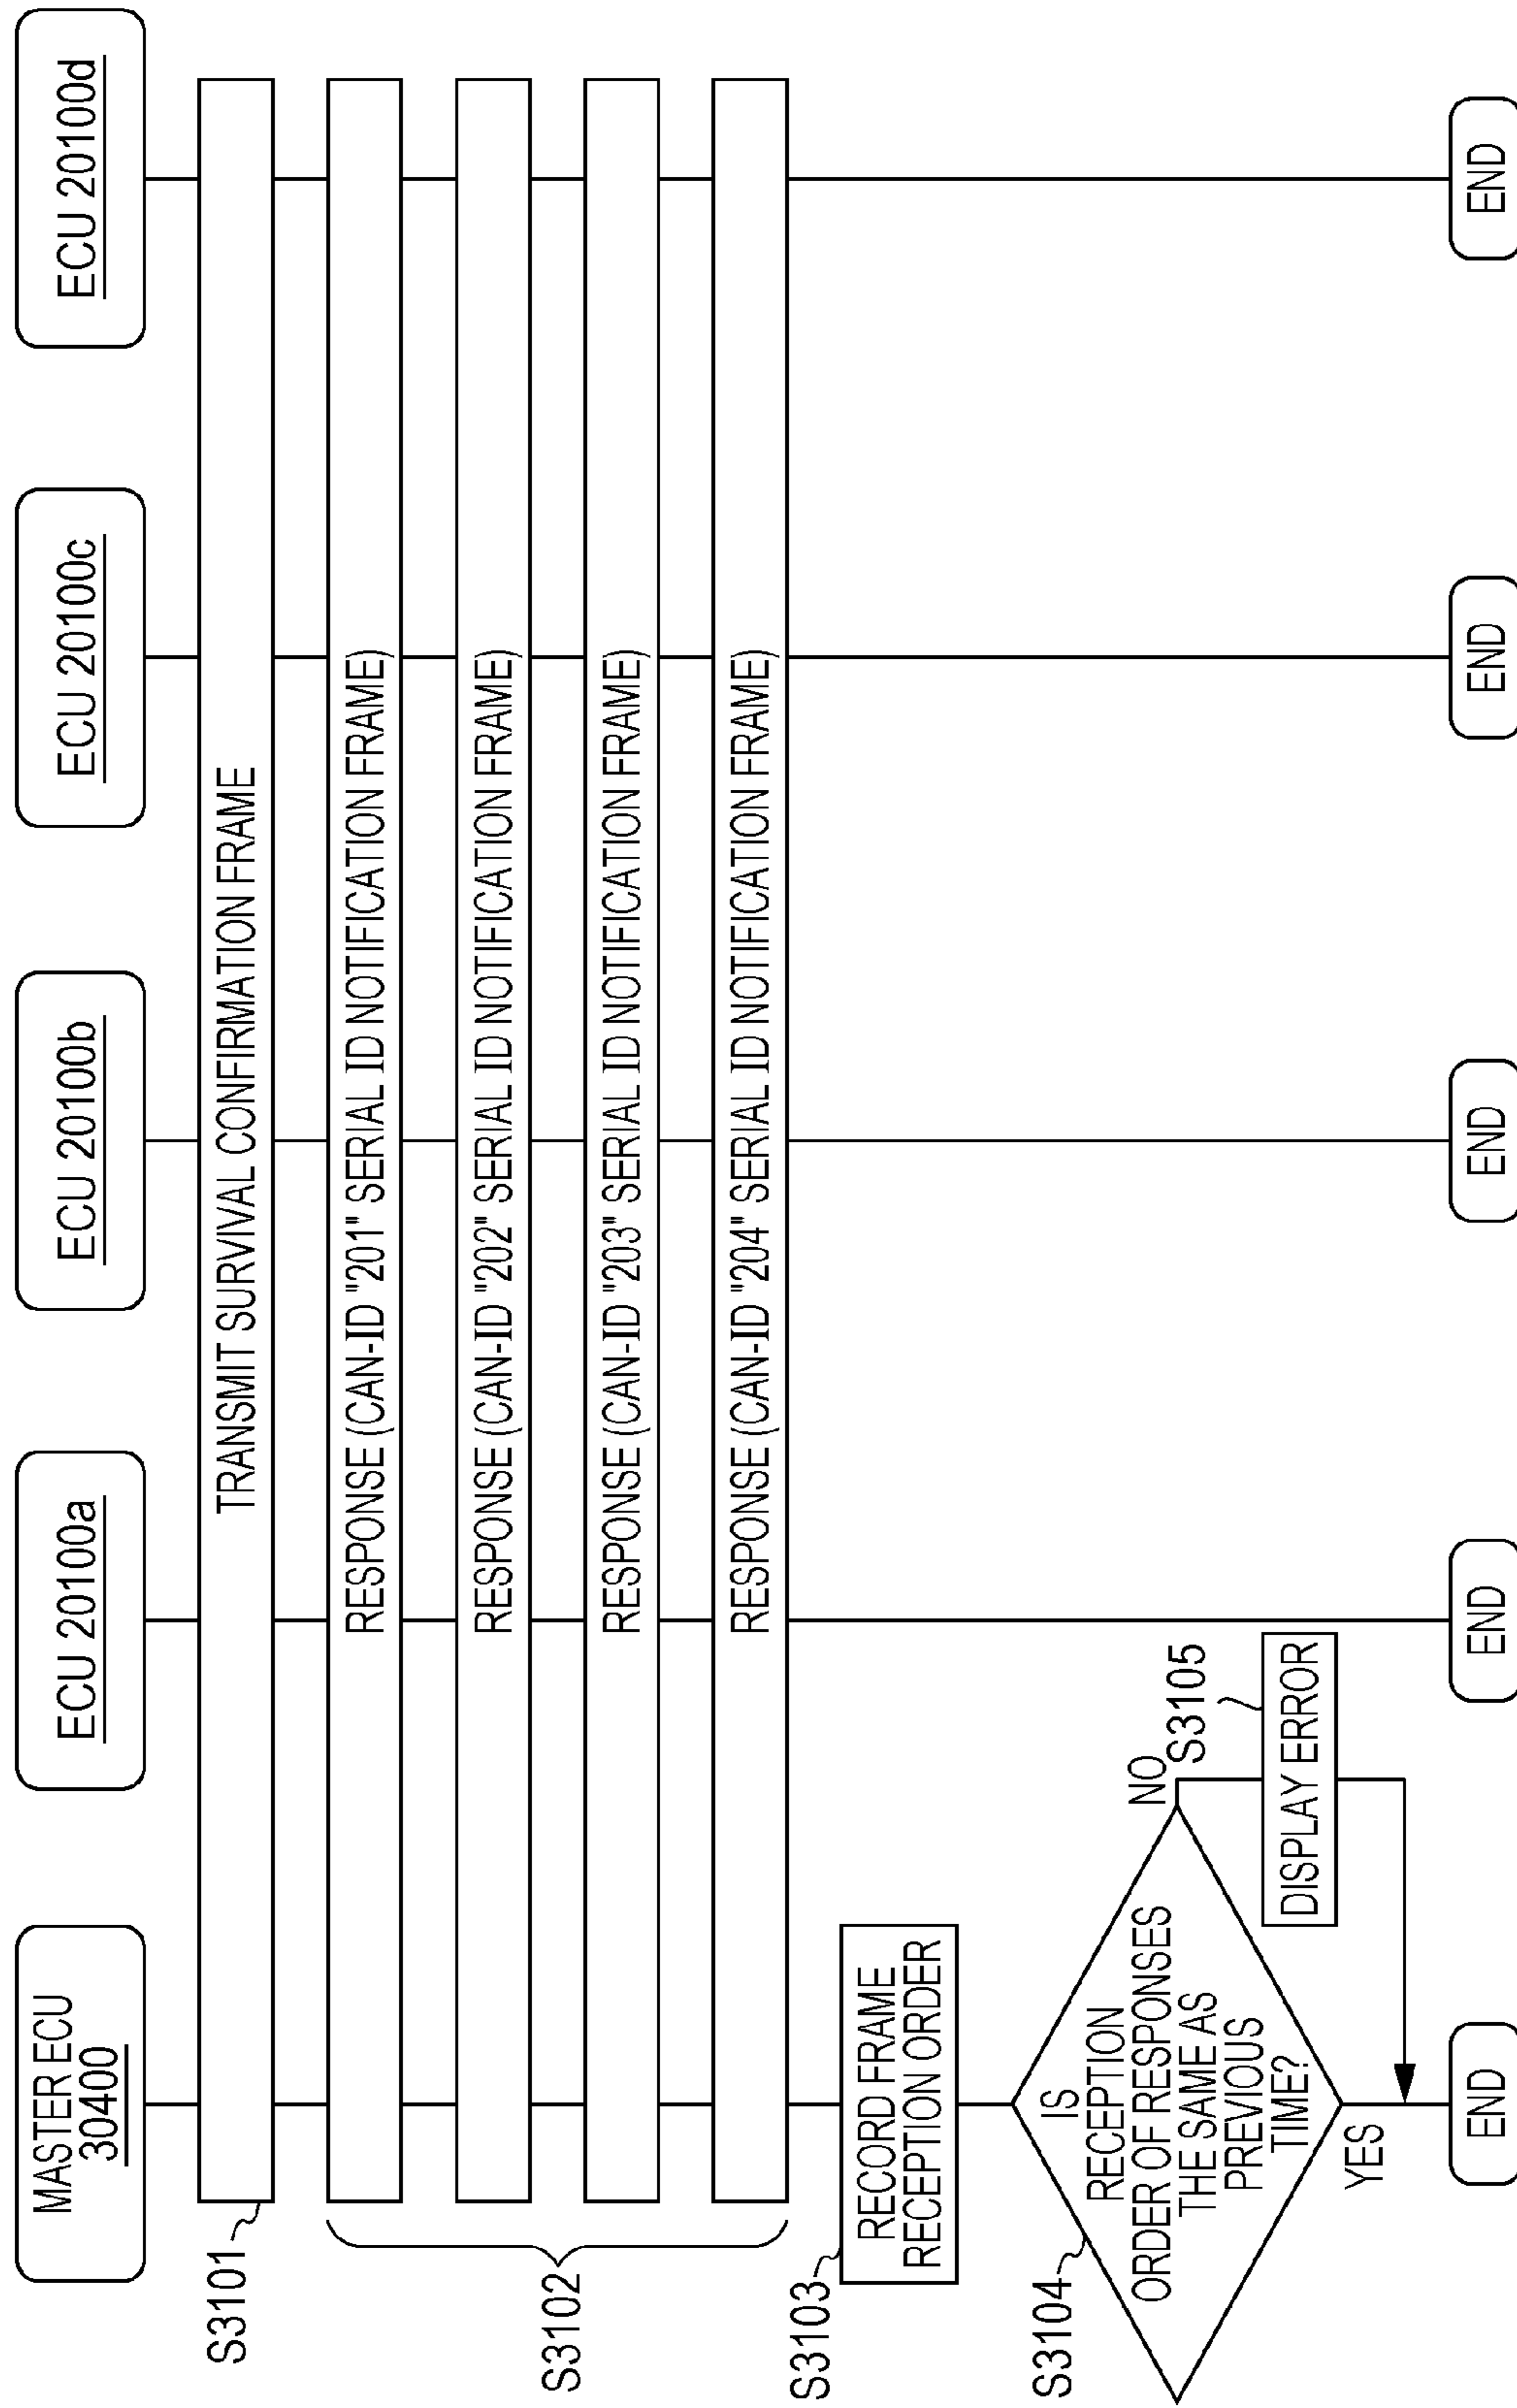 MASTER ECU
30400
ECU 20100a
ECU 20100b
ECU 20100c
ECU 20100d
S3101
TRANSMIT SURVIVAL CONFIRMATION FRAME
S3102
RESPONSE (CAN-ID "201" SERIAL ID NOTIFICATION FRAME)
RESPONSE (CAN-ID "202" SERIAL ID NOTIFICATION FRAME)
RESPONSE (CAN-ID "203" SERIAL ID NOTIFICATION FRAME)
RESPONSE (CAN-ID "204" SERIAL ID NOTIFICATION FRAME)
S3103
RECORD FRAME
RECEPTION ORDER
S3104
IS
RECEPTION
ORDER OF RESPONSES
THE SAME AS
PREVIOUS
TIME?
NO
S3105
DISPLAY ERROR
YES
END
END
END
END
END